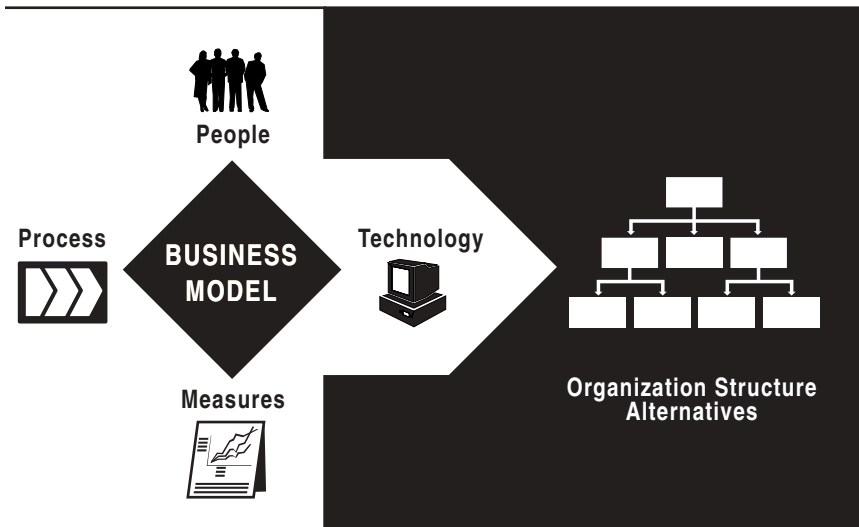 People
Process
BUSINESS
MODEL
Technology
Measures
Organization Structure
Alternatives